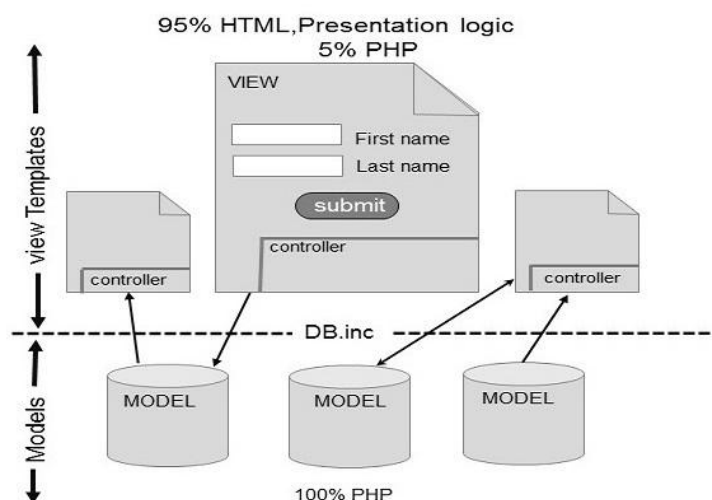 95% HTML,Presentation logic
5% PHP
VIEW
First name
Last name
submit
controller
controller
controller
view Templates
DB.inc
MODEL
MODEL
MODEL
Models
100% PHP